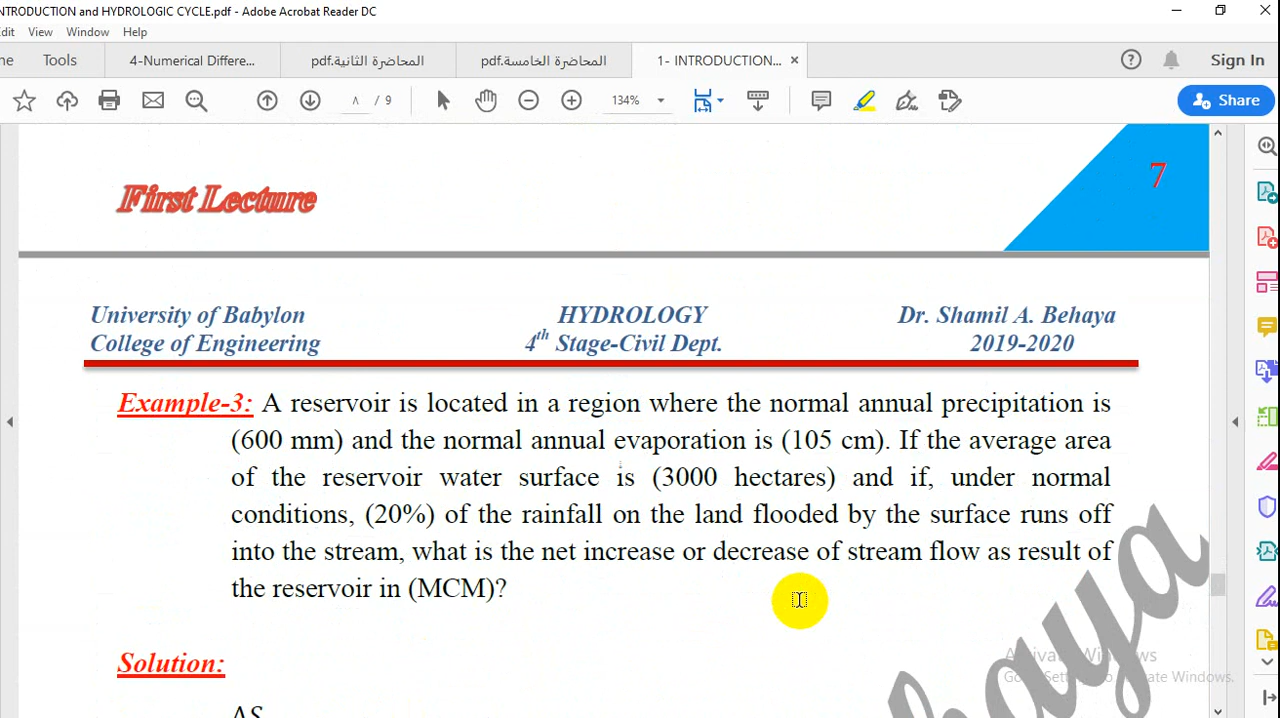 NTRODUCTION and HYDROLOGIC CYCLE.pdf - Adobe Acrobat Reader DC
dit View Window Help
ne Tools 4-Numerical Differe... المحاضرة الثانية.pdf المحاضرة الخامسة.pdf 1- INTRODUCTION... × Sign In
٨ / 9 134% Share
First Lecture
7
University of Babylon HYDROLOGY Dr. Shamil A. Behaya
College of Engineering 4th Stage-Civil Dept. 2019-2020
Example-3: A reservoir is located in a region where the normal annual precipitation is
(600 mm) and the normal annual evaporation is (105 cm). If the average area
of the reservoir water surface is (3000 hectares) and if, under normal
conditions, (20%) of the rainfall on the land flooded by the surface runs off
into the stream, what is the net increase or decrease of stream flow as result of
the reservoir in (MCM)?
Solution:
ΔS